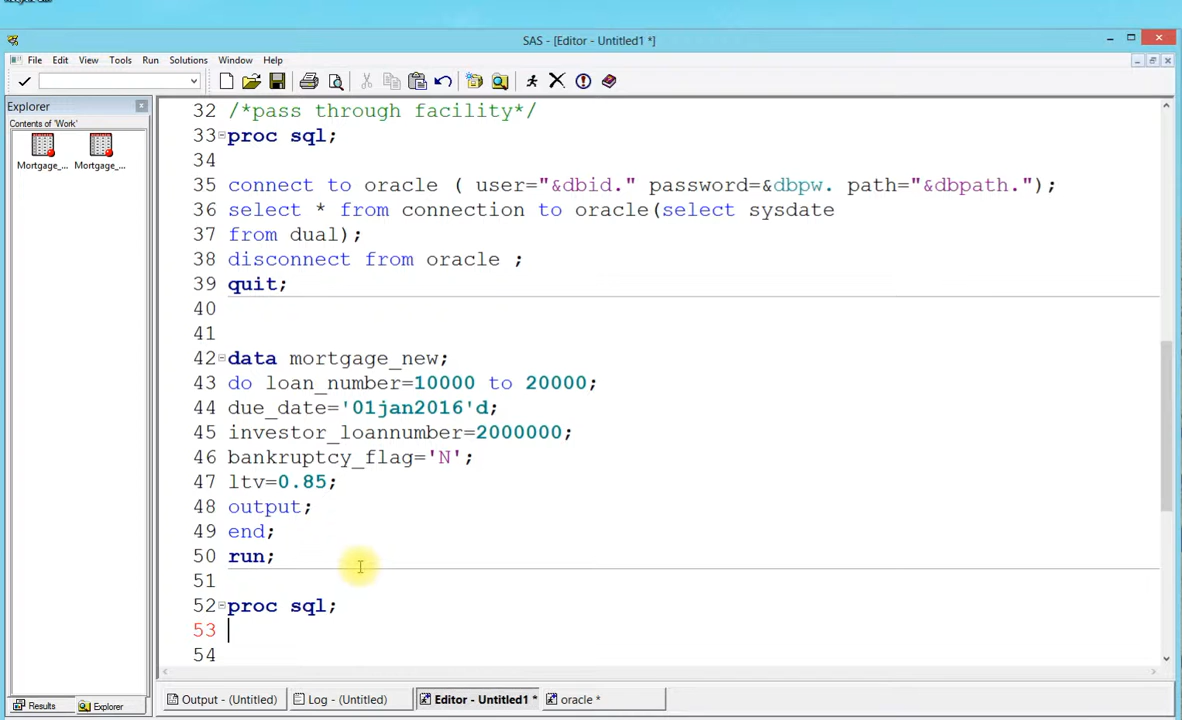 SAS - [Editor - Untitled1 *]
File Edit View Tools Run Solutions Window Help
Explorer
Contents of 'Work'
Mortgage_... Mortgage_...
32 /*pass through facility*/
33 proc sql;
34
35 connect to oracle ( user="&dbid." password=&dbpw. path="&dbpath.");
36 select * from connection to oracle(select sysdate
37 from dual);
38 disconnect from oracle ;
39 quit;
40
41
42 data mortgage_new;
43 do loan_number=10000 to 20000;
44 due_date='01jan2016'd;
45 investor_loannumber=2000000;
46 bankruptcy_flag='N';
47 ltv=0.85;
48 output;
49 end;
50 run;
51
52 proc sql;
53
54
Results Explorer
Output - (Untitled) Log - (Untitled) Editor - Untitled1 * oracle *